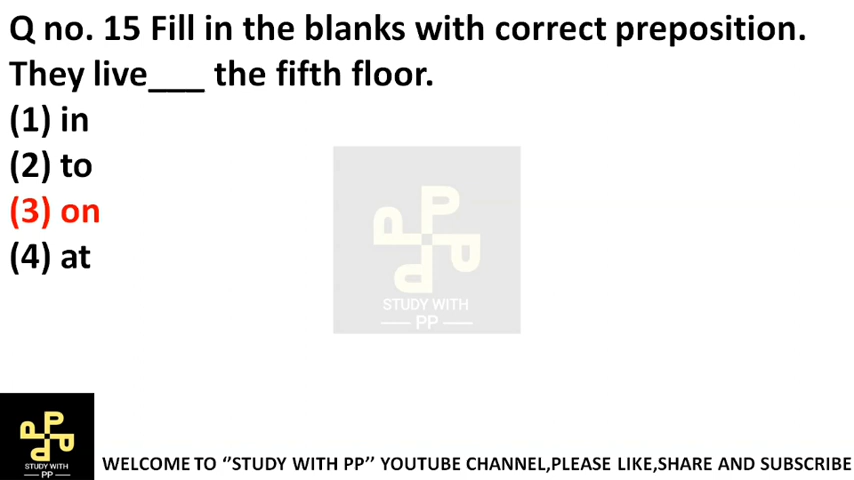 Q no. 15 Fill in the blanks with correct preposition.
They live___ the fifth floor.
(1) in
(2) to
(3) on
(4) at
P
P
P
P
STUDY WITH
PP
P
P
P
P
STUDY WITH
PP
WELCOME TO ‘’STUDY WITH PP’’ YOUTUBE CHANNEL,PLEASE LIKE,SHARE AND SUBSCRIBE